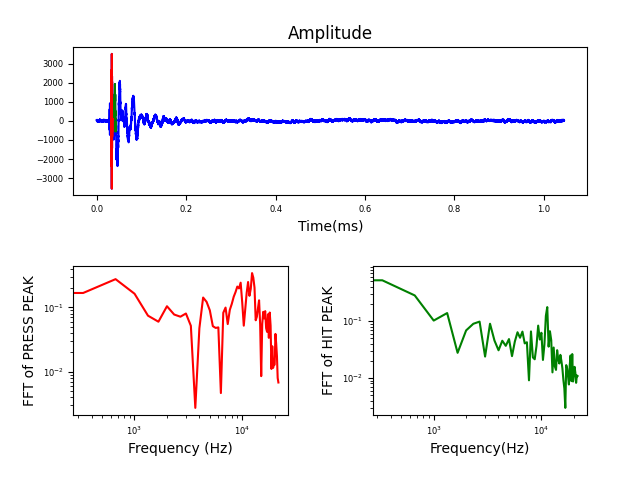 Amplitude
3000
2000
1000
0
−1000
−2000
−3000
0.0 0.2 0.4 0.6 0.8 1.0
Time(ms)
FFT of PRESS PEAK
10⁻¹
10⁻²
10³ 10⁴
Frequency (Hz)
FFT of HIT PEAK
10⁻¹
10⁻²
10³ 10⁴
Frequency(Hz)